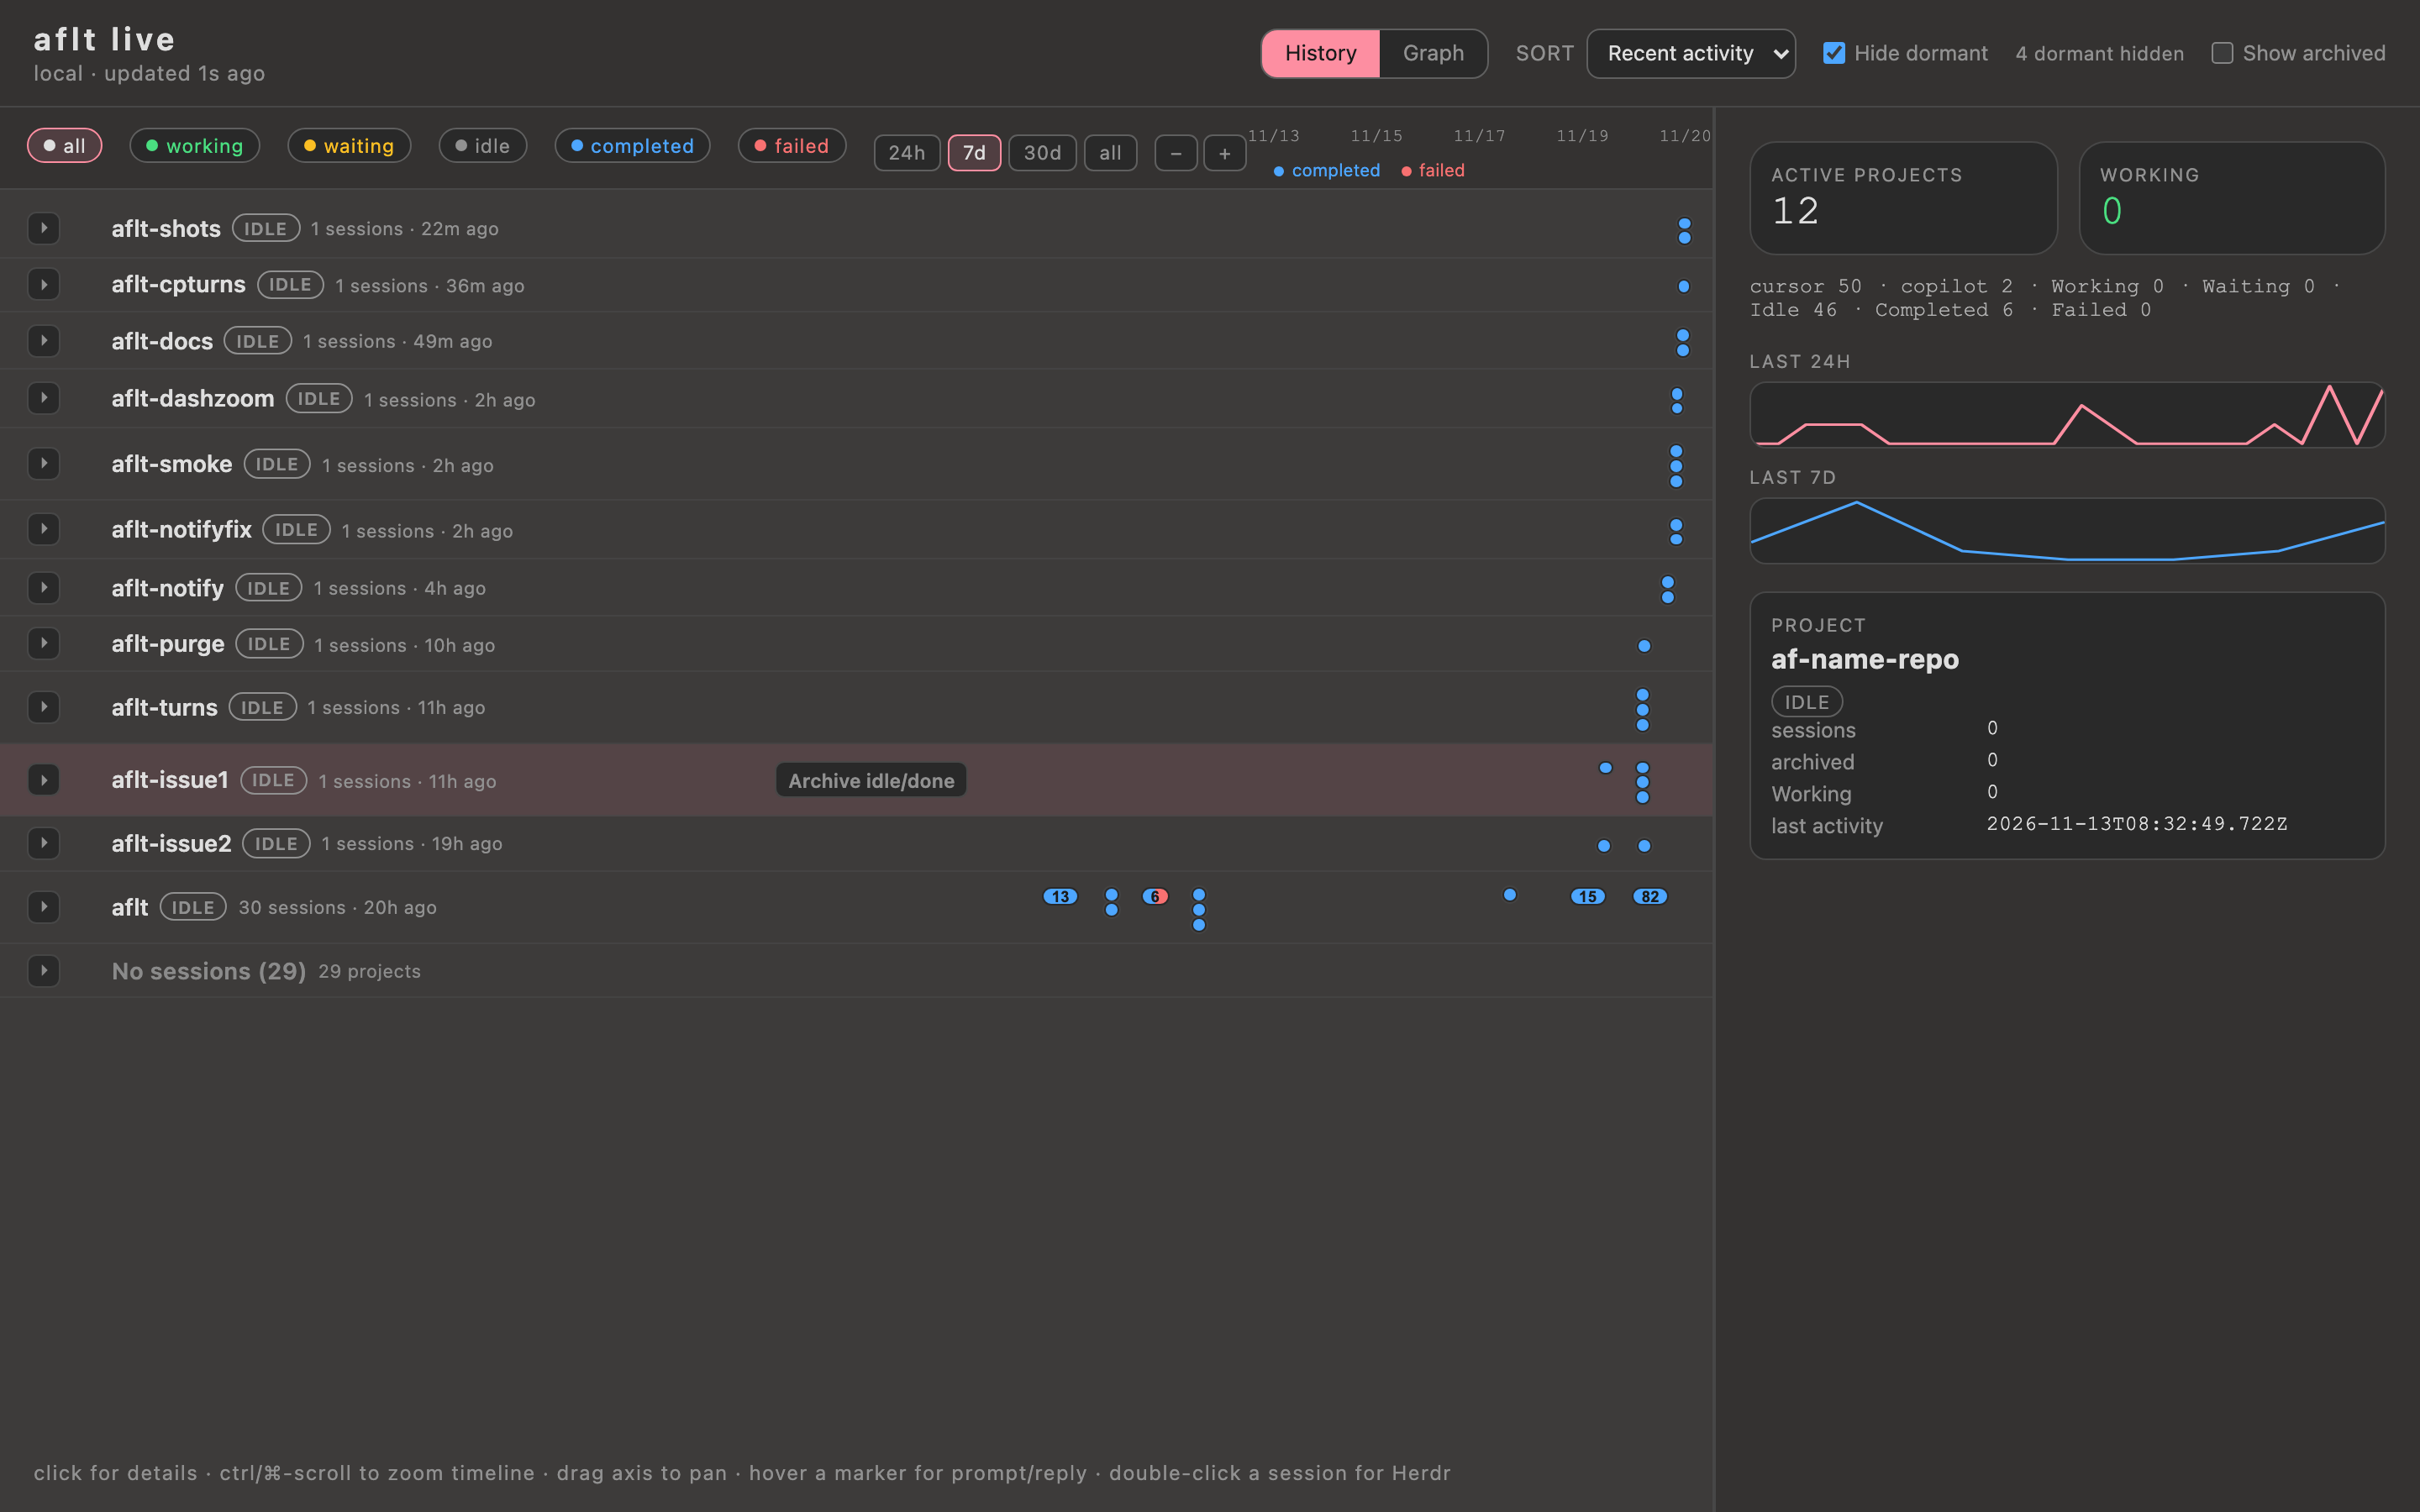 aflt live
local · updated 1s ago
History Graph SORT Recent activity Hide dormant 4 dormant hidden Show archived
all working waiting idle completed failed 24h 7d 30d all − +
11/13 11/15 11/17 11/19 11/20
completed failed
aflt-shots IDLE 1 sessions · 22m ago
aflt-cpturns IDLE 1 sessions · 36m ago
aflt-docs IDLE 1 sessions · 49m ago
aflt-dashzoom IDLE 1 sessions · 2h ago
aflt-smoke IDLE 1 sessions · 2h ago
aflt-notifyfix IDLE 1 sessions · 2h ago
aflt-notify IDLE 1 sessions · 4h ago
aflt-purge IDLE 1 sessions · 10h ago
aflt-turns IDLE 1 sessions · 11h ago
aflt-issue1 IDLE 1 sessions · 11h ago Archive idle/done
aflt-issue2 IDLE 1 sessions · 19h ago
aflt IDLE 30 sessions · 20h ago 13 6 15 82
No sessions (29) 29 projects
click for details · ctrl/⌘-scroll to zoom timeline · drag axis to pan · hover a marker for prompt/reply · double-click a session for Herdr
ACTIVE PROJECTS
12
WORKING
0
cursor 50 · copilot 2 · Working 0 · Waiting 0 ·
Idle 46 · Completed 6 · Failed 0
LAST 24H
LAST 7D
PROJECT
af-name-repo
IDLE
sessions 0
archived 0
Working 0
last activity 2026-11-13T08:32:49.722Z